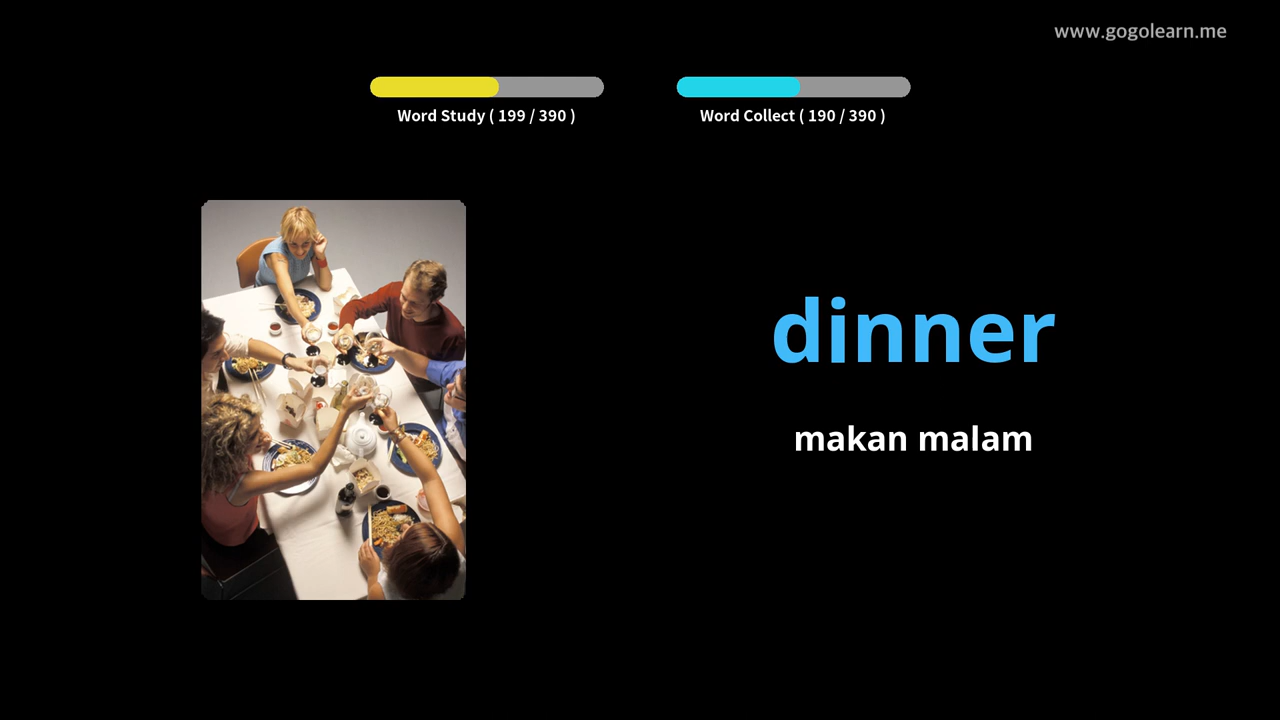 www.gogolearn.me
Word Study ( 199 / 390 )
Word Collect ( 190 / 390 )
dinner
makan malam